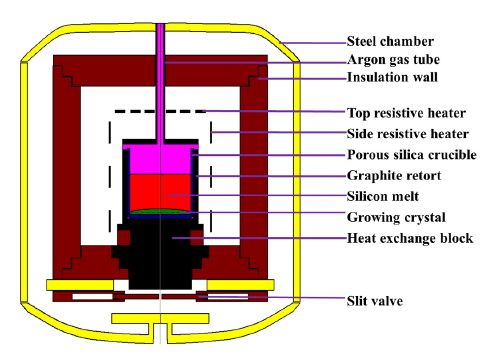 Steel chamber
Argon gas tube
Insulation wall
Top resistive heater
Side resistive heater
Porous silica crucible
Graphite retort
Silicon melt
Growing crystal
Heat exchange block
Slit valve